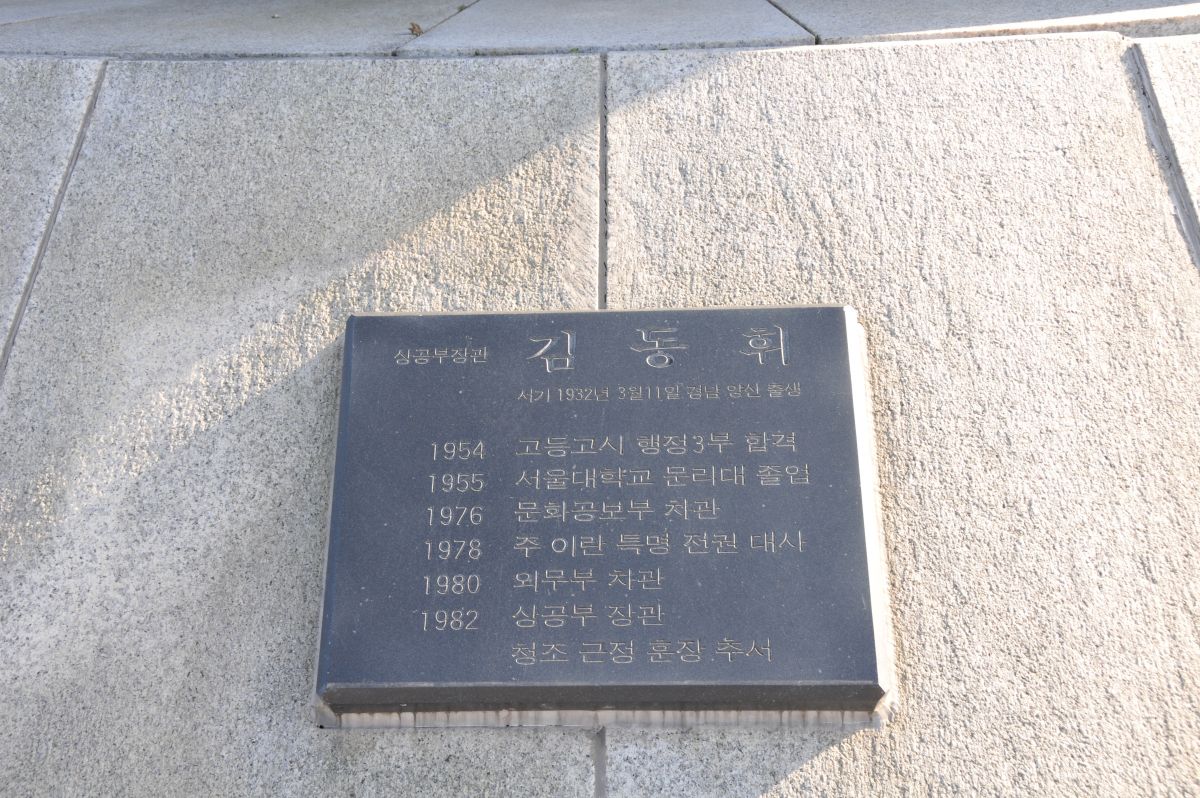 상공부장관 김 동 휘
서기 1932년 3월11일 경남 양산 출생
1954 고등고시 행정3부 합격
1955 서울대학교 문리대 졸업
1976 문화공보부 차관
1978 주 이란 특명 전권 대사
1980 외무부 차관
1982 상공부 장관
청조 근정 훈장 추서